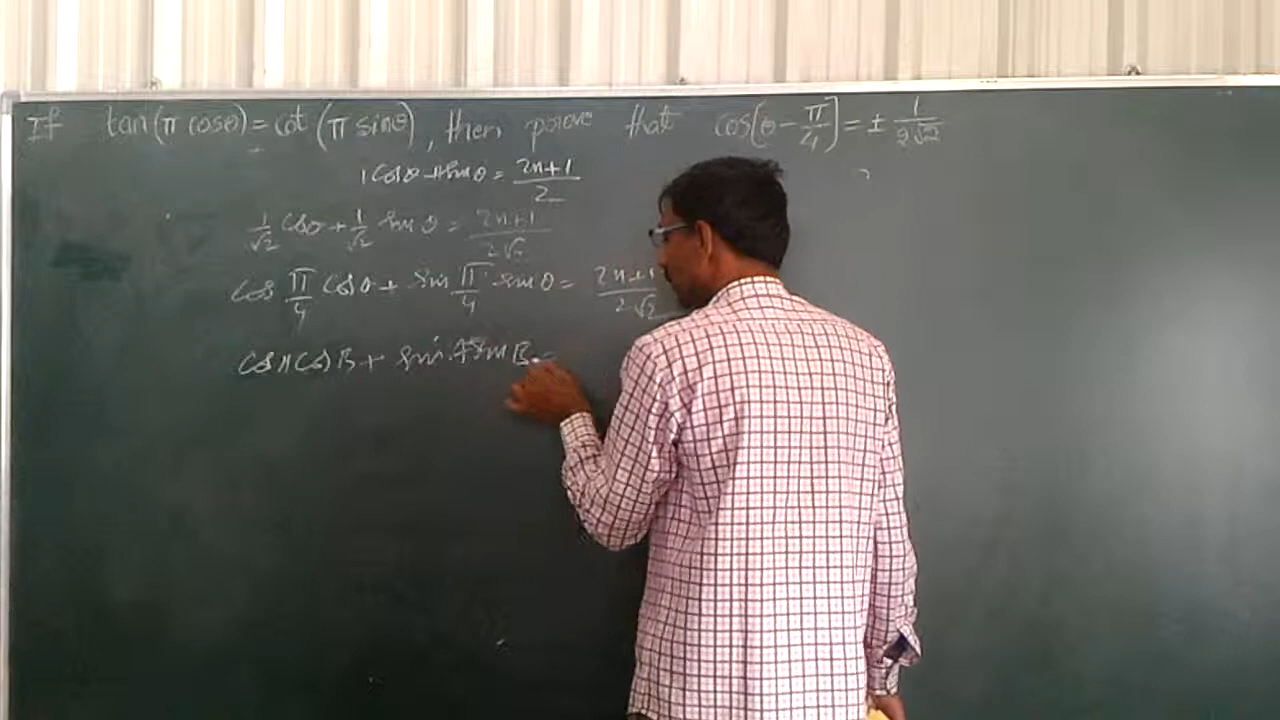 If tan(π cosθ) = cot (π sinθ), then prove that cos[θ - π/4] = ± 1/2√2
cosθ + sinθ = 2n+1/2
1/√2 cosθ + 1/√2 sinθ = 2n+1/2√2
cos π/4 cosθ + sin π/4 sinθ = 2n+1/2√2
cosA cosB + sinA sinB =